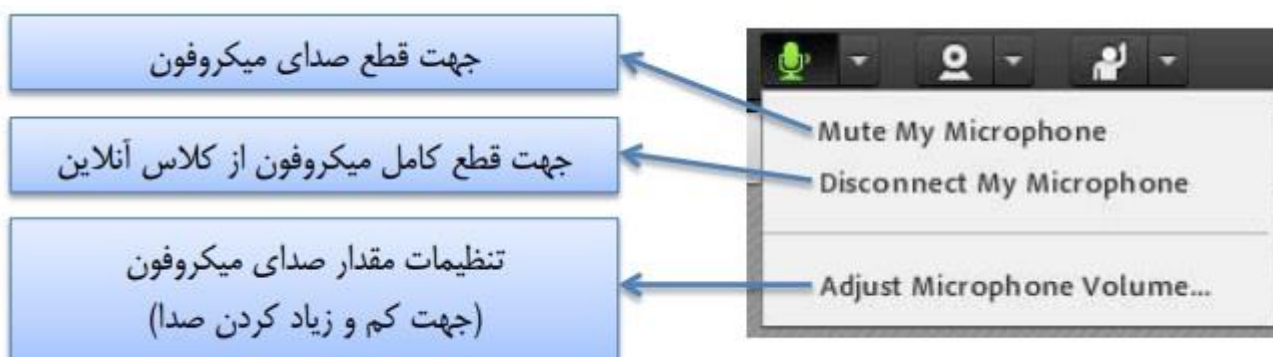 جهت قطع صدای میکروفون
Mute My Microphone
جهت قطع کامل میکروفون از کلاس آنلاین
Disconnect My Microphone
تنظیمات مقدار صدای میکروفون
(جهت کم و زیاد کردن صدا)
Adjust Microphone Volume...